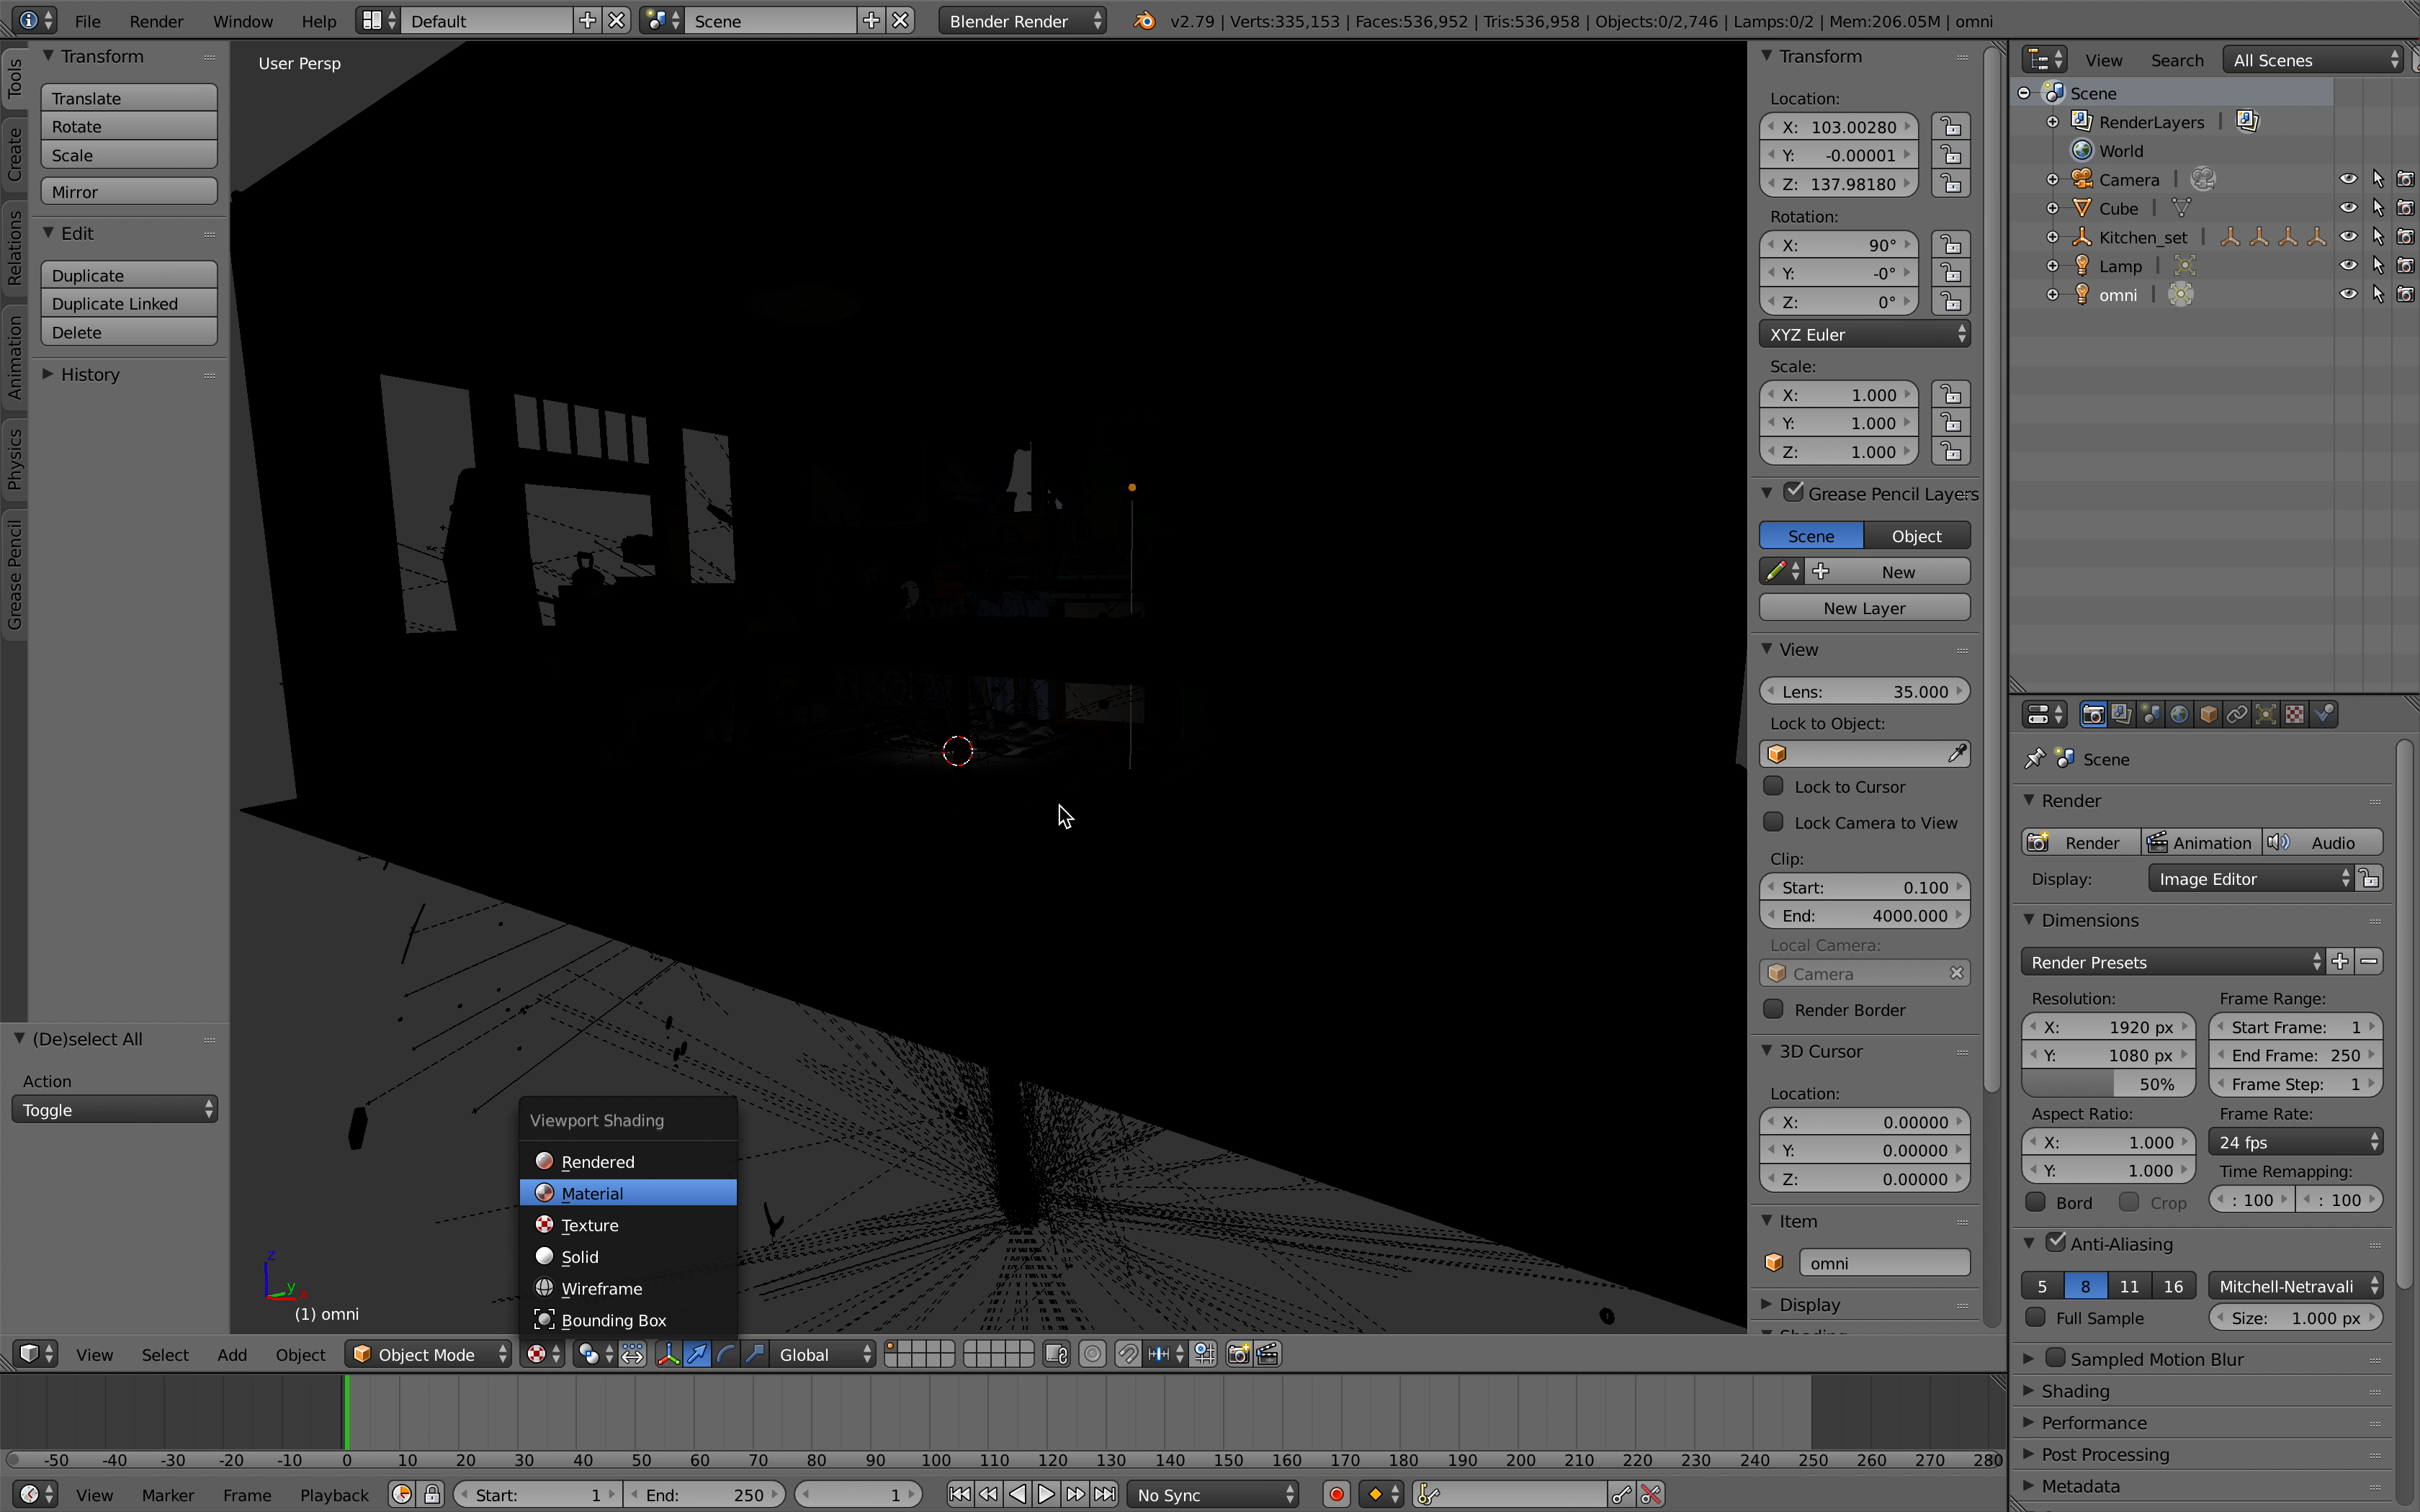 File Render Window Help Default Scene Blender Render v2.79 | Verts:335,153 | Faces:536,952 | Tris:536,958 | Objects:0/2,746 | Lamps:0/2 | Mem:206.05M | omni
Tools
Create
Relations
Animation
Physics
Grease Pencil
Transform
Translate
Rotate
Scale
Mirror
Edit
Duplicate
Duplicate Linked
Delete
History
(De)select All
Action
Toggle
User Persp
Viewport Shading
Rendered
Material
Texture
Solid
Wireframe
Bounding Box
z
y
x
(1) omni
Transform
Location:
X: 103.00280
Y: -0.00001
Z: 137.98180
Rotation:
X: 90°
Y: -0°
Z: 0°
XYZ Euler
Scale:
X: 1.000
Y: 1.000
Z: 1.000
Grease Pencil Layers
Scene Object
New
New Layer
View
Lens: 35.000
Lock to Object:
Lock to Cursor
Lock Camera to View
Clip:
Start: 0.100
End: 4000.000
Local Camera:
Camera
Render Border
3D Cursor
Location:
X: 0.00000
Y: 0.00000
Z: 0.00000
Item
omni
Display
View Search All Scenes
Scene
RenderLayers |
World
Camera |
Cube |
Kitchen_set |
Lamp |
omni |
Scene
Render
Render Animation Audio
Display: Image Editor
Dimensions
Render Presets
Resolution: Frame Range:
X: 1920 px Start Frame: 1
Y: 1080 px End Frame: 250
50% Frame Step: 1
Aspect Ratio: Frame Rate:
X: 1.000 24 fps
Y: 1.000 Time Remapping:
Bord Crop : 100 : 100
Anti-Aliasing
5 8 11 16 Mitchell-Netravali
Full Sample Size: 1.000 px
Sampled Motion Blur
Shading
Performance
Post Processing
Metadata
View Select Add Object Object Mode Global
-50 -40 -30 -20 -10 0 10 20 30 40 50 60 70 80 90 100 110 120 130 140 150 160 170 180 190 200 210 220 230 240 250 260 270 280
View Marker Frame Playback Start: 1 End: 250 1 No Sync